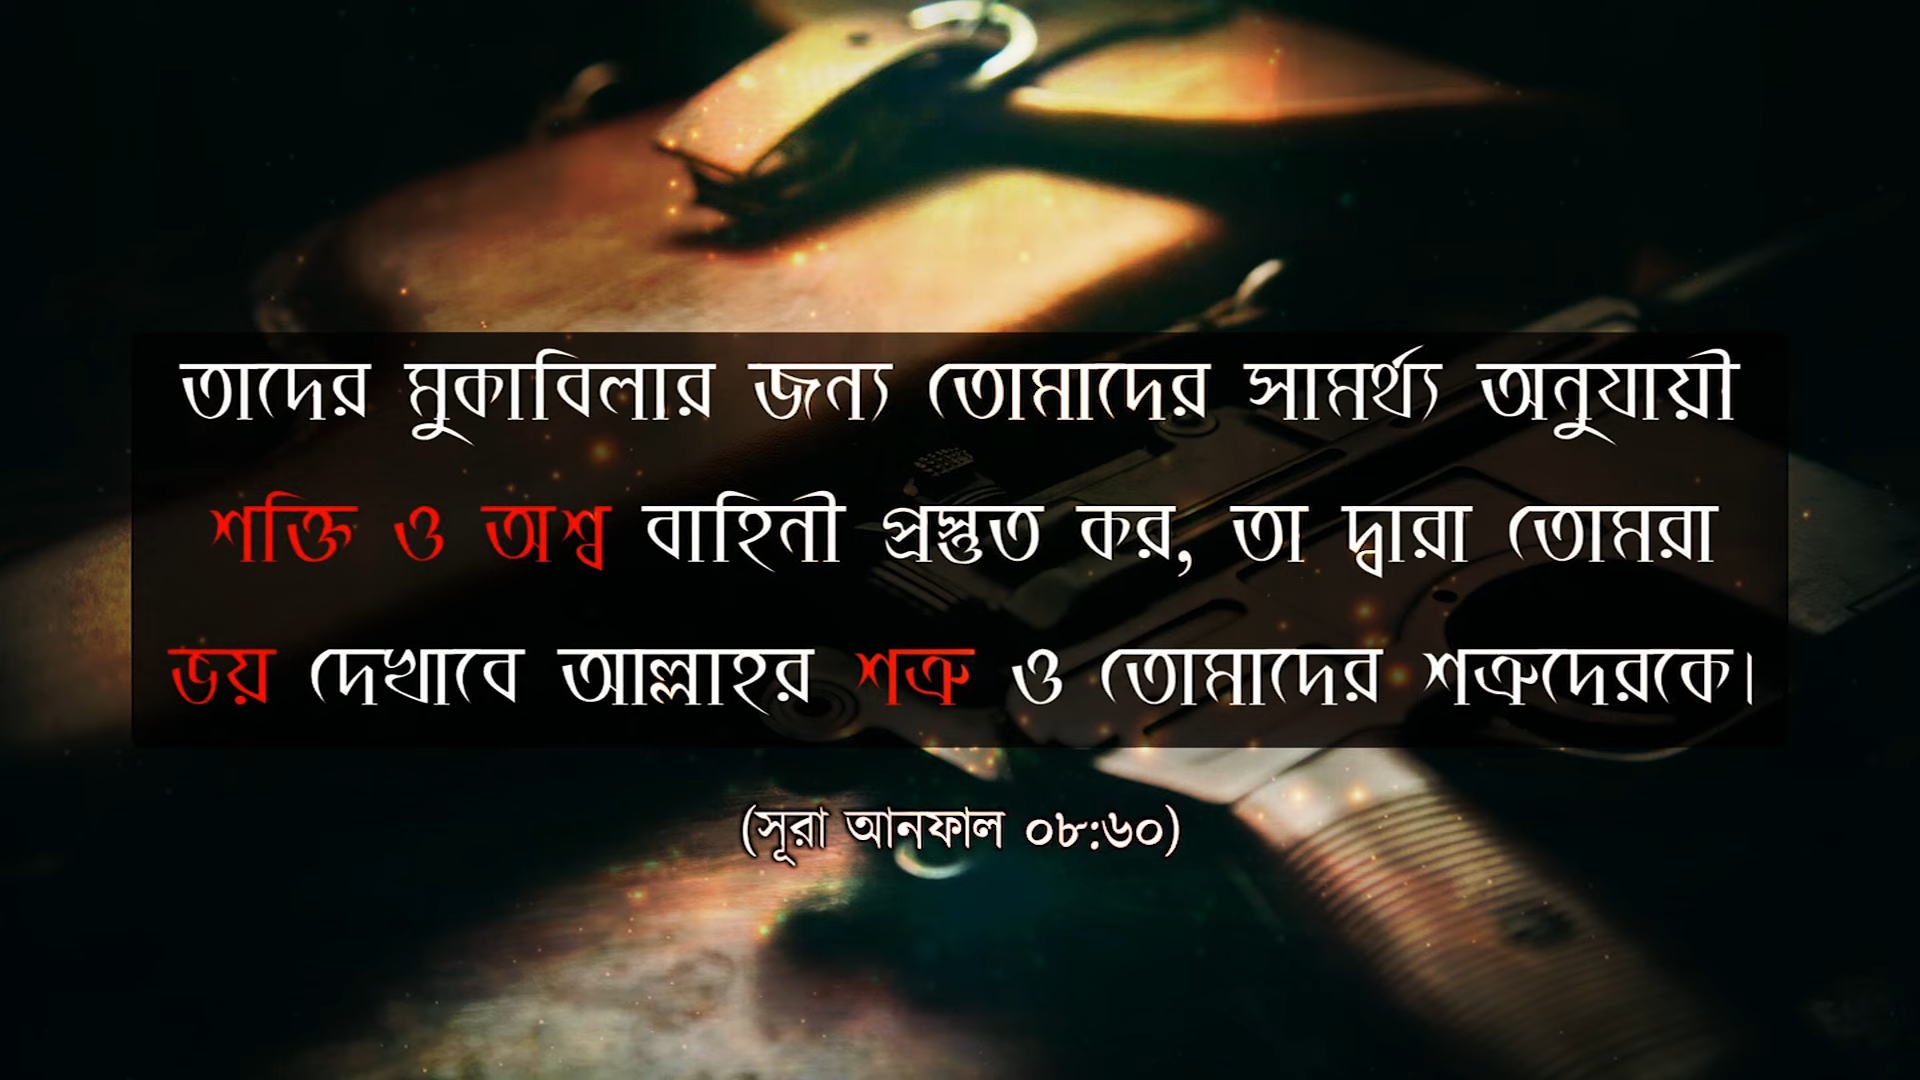 তাদের মুকাবিলার জন্য তোমাদের সামর্থ্য অনুযায়ী
শক্তি ও অশ্ব বাহিনী প্রস্তুত কর, তা দ্বারা তোমরা
ভয় দেখাবে আল্লাহর শত্রু ও তোমাদের শত্রুদেরকে।
(সূরা আনফাল ০৮:৬০)